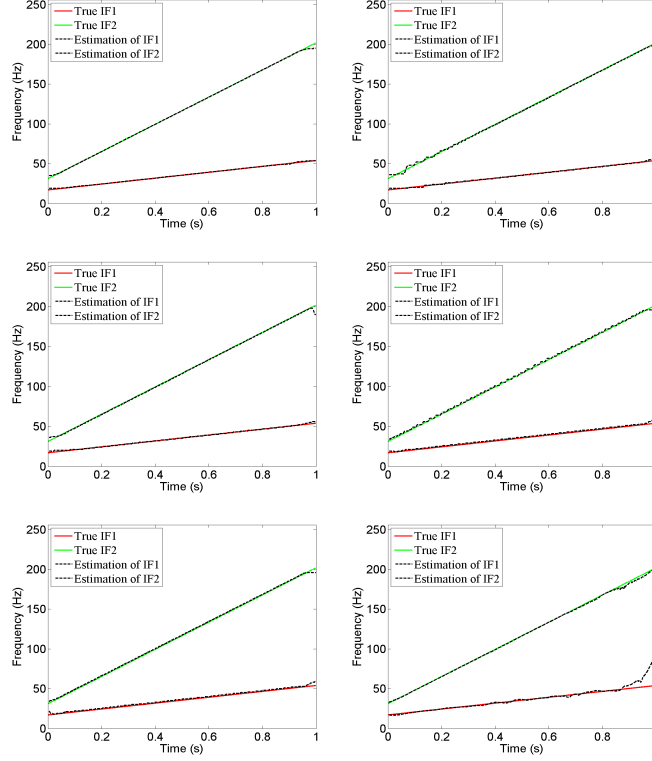 250
200
150
100
50
0
Frequency (Hz)
True IF1
True IF2
Estimation of IF1
Estimation of IF2
0 0.2 0.4 0.6 0.8 1
Time (s)
250
200
150
100
50
0
Frequency (Hz)
True IF1
True IF2
Estimation of IF1
Estimation of IF2
0 0.2 0.4 0.6 0.8
Time (s)
250
200
150
100
50
0
Frequency (Hz)
True IF1
True IF2
Estimation of IF1
Estimation of IF2
0 0.2 0.4 0.6 0.8 1
Time (s)
250
200
150
100
50
0
Frequency (Hz)
True IF1
True IF2
Estimation of IF1
Estimation of IF2
0 0.2 0.4 0.6 0.8
Time (s)
250
200
150
100
50
0
Frequency (Hz)
True IF1
True IF2
Estimation of IF1
Estimation of IF2
0 0.2 0.4 0.6 0.8 1
Time (s)
250
200
150
100
50
0
Frequency (Hz)
True IF1
True IF2
Estimation of IF1
Estimation of IF2
0 0.2 0.4 0.6 0.8
Time (s)